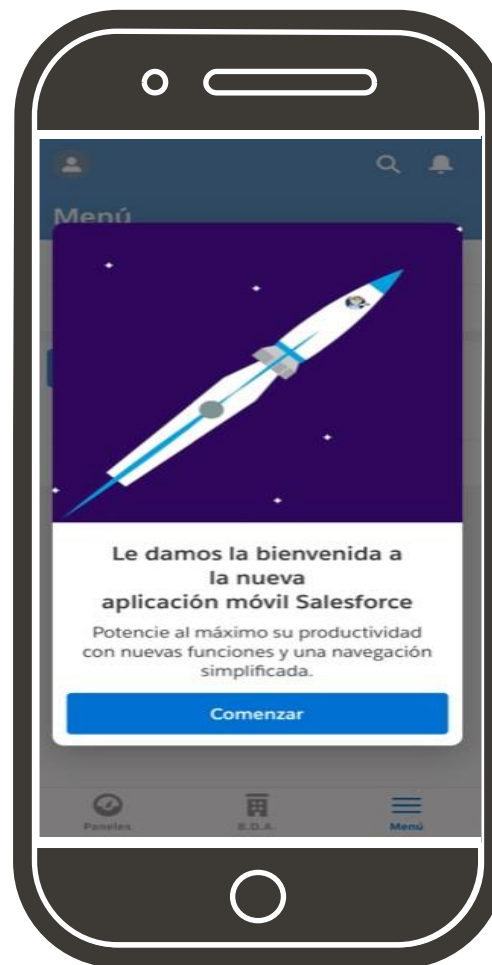 Menú
Le damos la bienvenida a
la nueva
aplicación móvil Salesforce
Potencie al máximo su productividad
con nuevas funciones y una navegación
simplificada.
Comenzar
Paneles B.D.A. Menú